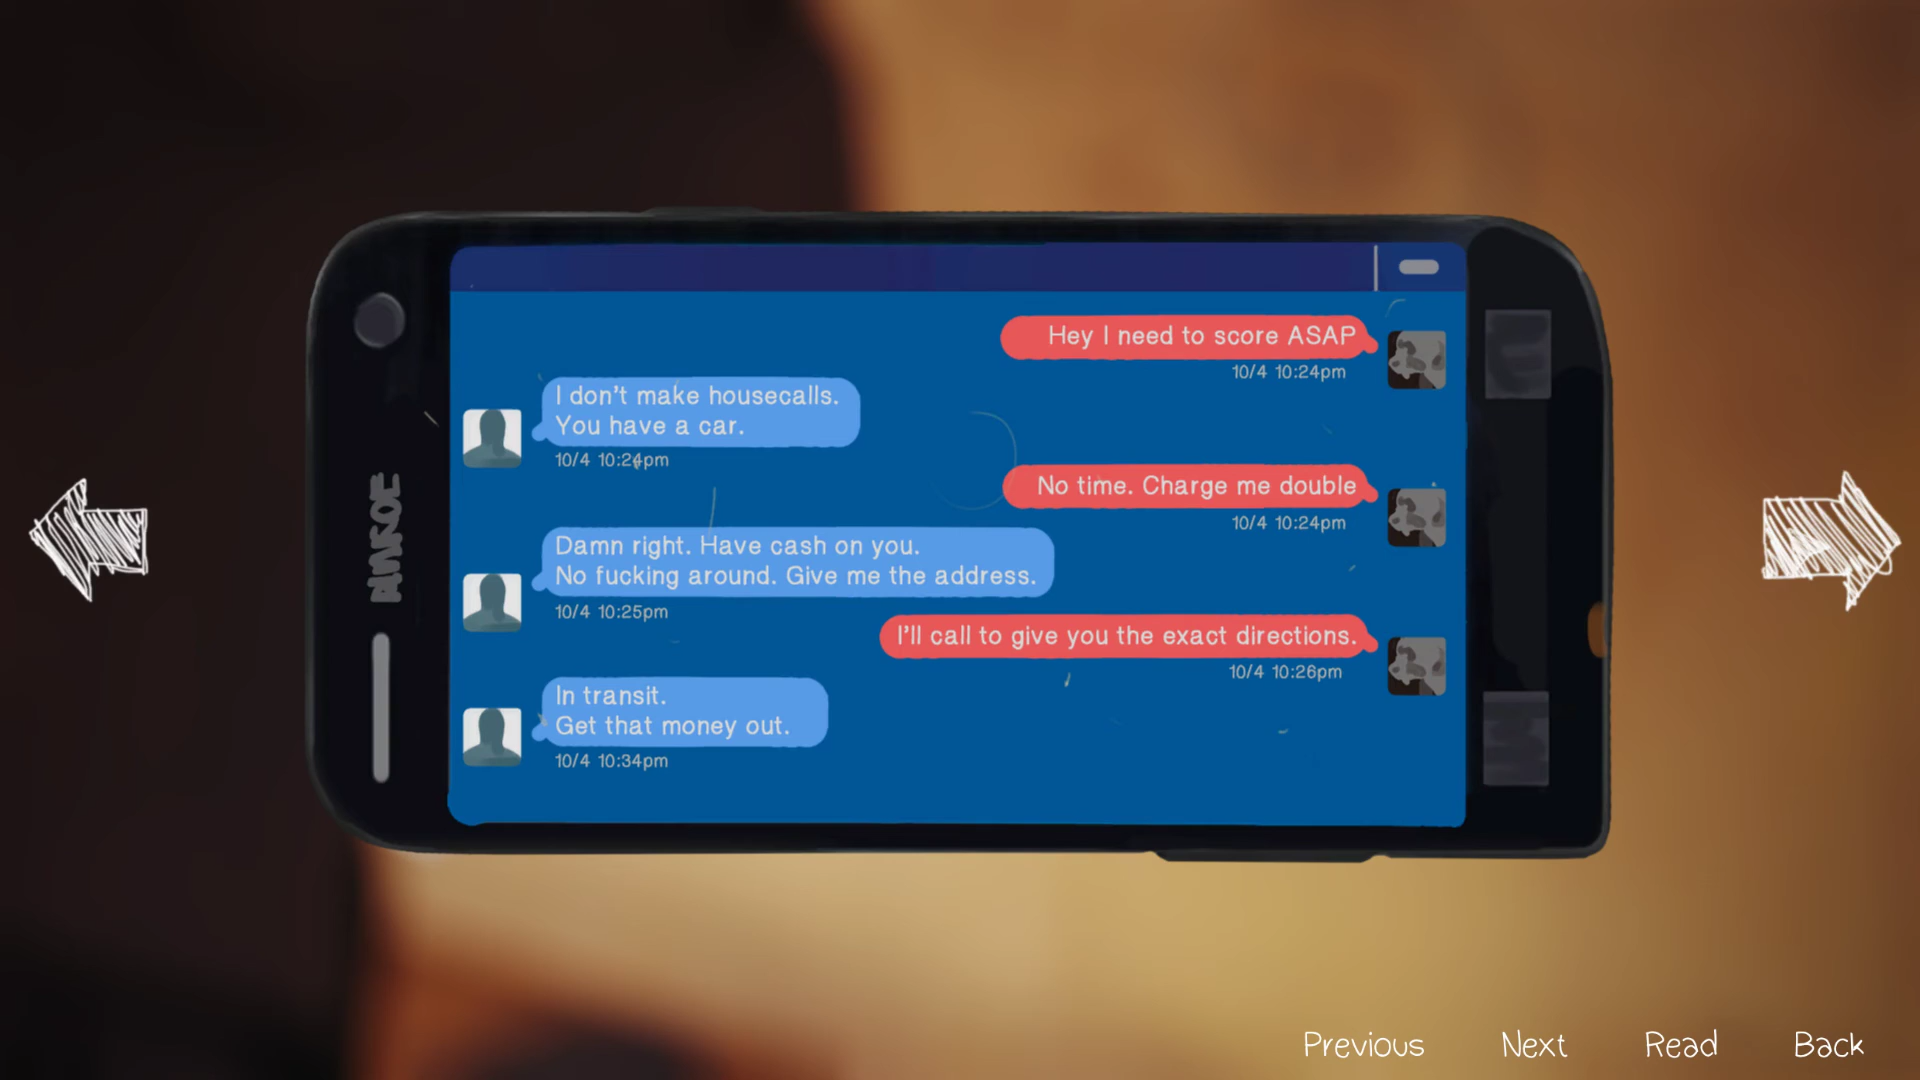 Hey I need to score ASAP
10/4 10:24pm
I don't make housecalls.
You have a car.
10/4 10:24pm
No time. Charge me double
10/4 10:24pm
Damn right. Have cash on you.
No fucking around. Give me the address.
10/4 10:25pm
I'll call to give you the exact directions.
10/4 10:26pm
In transit.
Get that money out.
10/4 10:34pm
Previous
Next
Read
Back